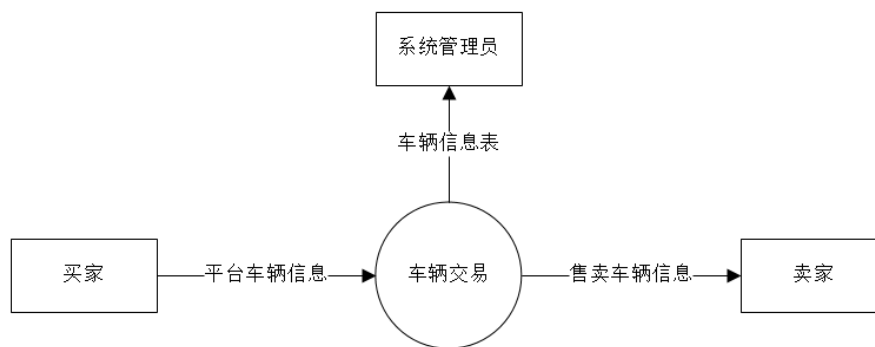 系统管理员
车辆信息表
买家
平台车辆信息
车辆交易
售卖车辆信息
卖家